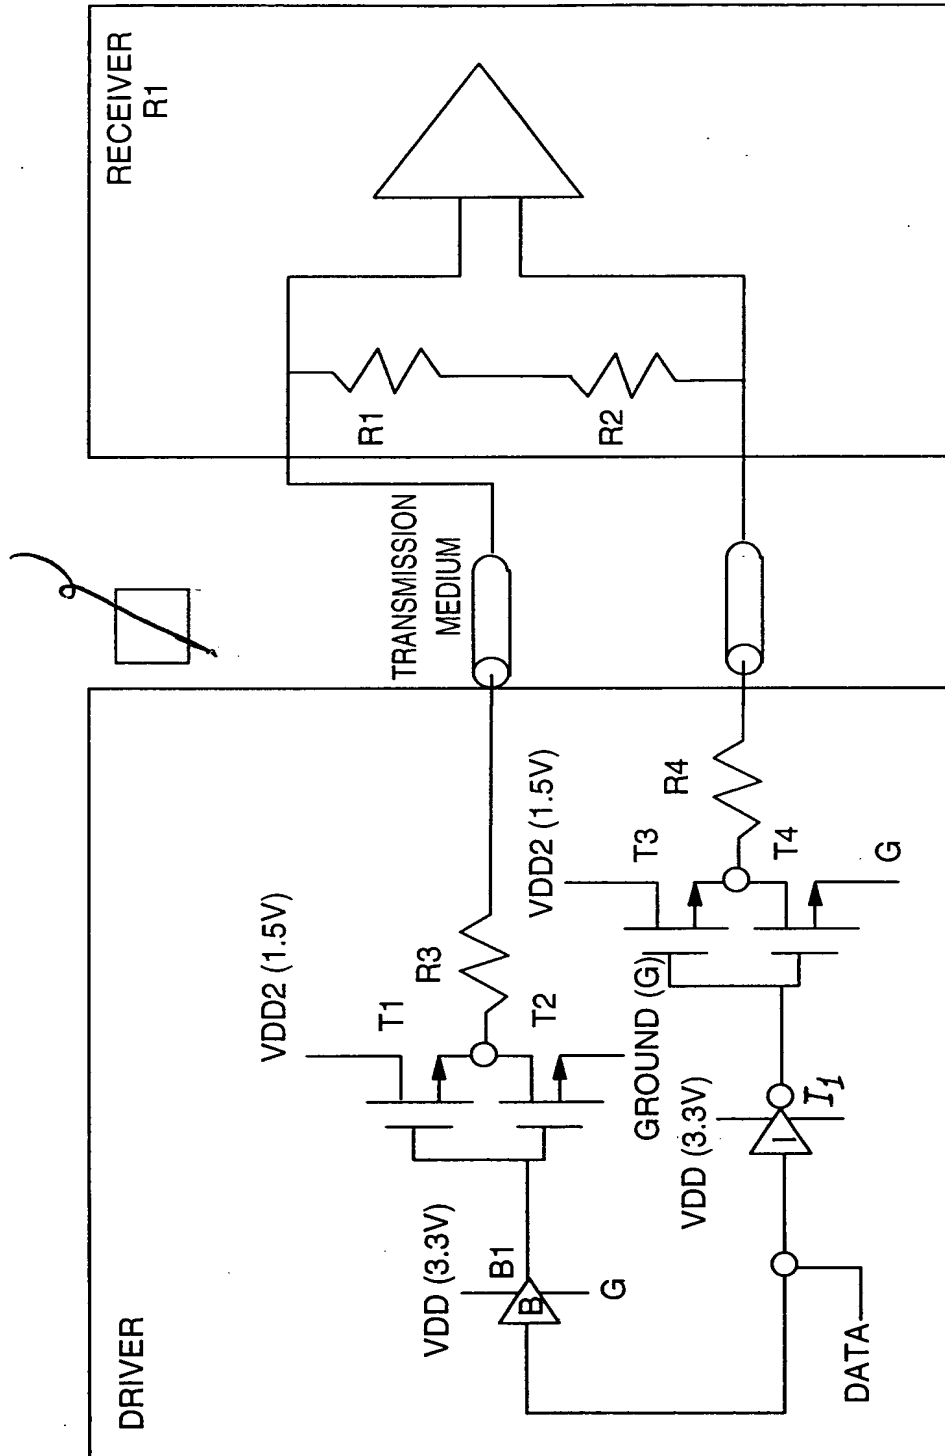 DRIVER
VDD (3.3V)
B1
B
G
DATA
VDD2 (1.5V)
T1
T2
R3
GROUND (G)
VDD (3.3V)
I
I1
VDD2 (1.5V)
T3
T4
R4
G
TRANSMISSION
MEDIUM
RECEIVER
R1
R1
R2